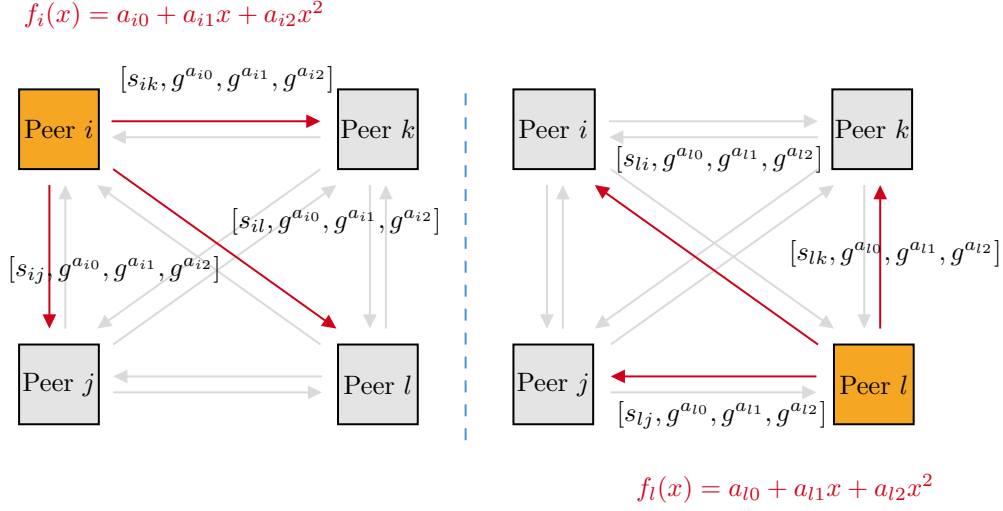 f_i(x) = a_{i0} + a_{i1}x + a_{i2}x^2
[s_{ik}, g^{a_{i0}}, g^{a_{i1}}, g^{a_{i2}}]
Peer i
Peer k
[s_{il}, g^{a_{i0}}, g^{a_{i1}}, g^{a_{i2}}]
[s_{ij}, g^{a_{i0}}, g^{a_{i1}}, g^{a_{i2}}]
Peer j
Peer l
Peer i
Peer k
[s_{li}, g^{a_{l0}}, g^{a_{l1}}, g^{a_{l2}}]
[s_{lk}, g^{a_{l0}}, g^{a_{l1}}, g^{a_{l2}}]
Peer j
Peer l
[s_{lj}, g^{a_{l0}}, g^{a_{l1}}, g^{a_{l2}}]
f_l(x) = a_{l0} + a_{l1}x + a_{l2}x^2